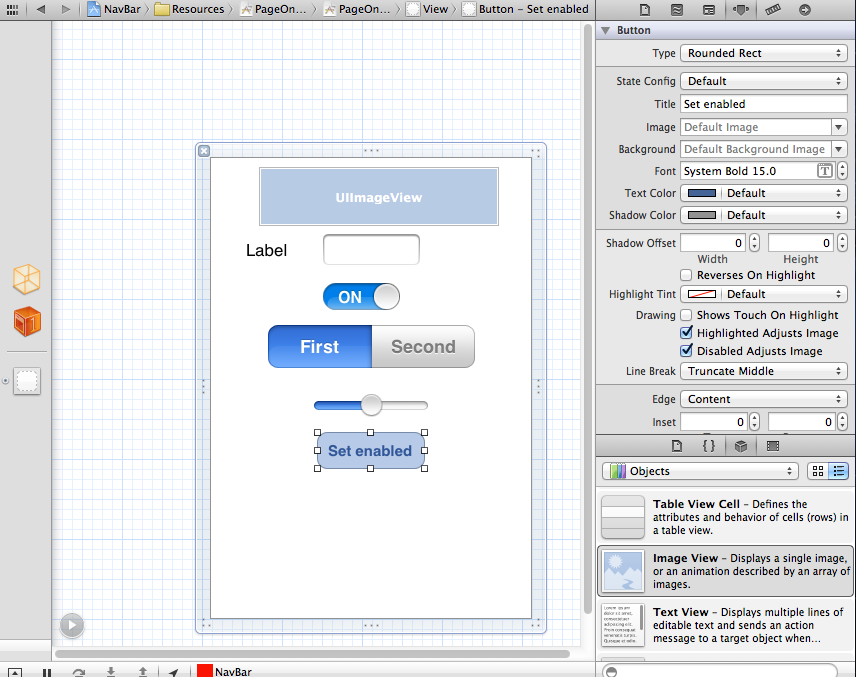 NavBar
Resources
PageOn...
PageOn...
View
Button – Set enabled
UIImageView
Label
ON
First
Second
Set enabled
NavBar
Button
Type
Rounded Rect
State Config
Default
Title
Set enabled
Image
Default Image
Background
Default Background Image
Font
System Bold 15.0
T
Text Color
Default
Shadow Color
Default
Shadow Offset
0
0
Width
Height
Reverses On Highlight
Highlight Tint
Default
Drawing
Shows Touch On Highlight
Highlighted Adjusts Image
Disabled Adjusts Image
Line Break
Truncate Middle
Edge
Content
Inset
0
0
{ }
Objects
Table View Cell – Defines the
attributes and behavior of cells (rows) in
a table view.
Image View – Displays a single image,
or an animation described by an array of
images.
Text View – Displays multiple lines of
editable text and sends an action
message to a target object when...